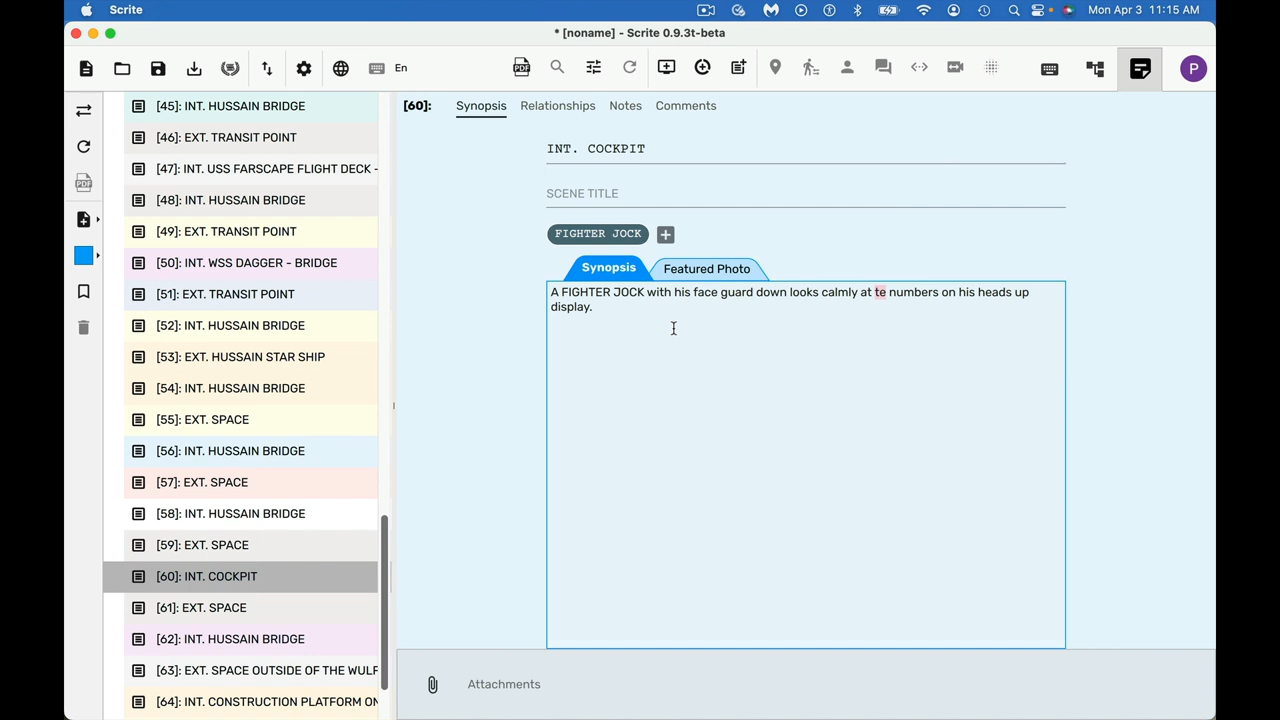 Scrite
Mon Apr 3 11:15 AM
* [noname] - Scrite 0.9.3t-beta
En
P
[45]: INT. HUSSAIN BRIDGE
[46]: EXT. TRANSIT POINT
[47]: INT. USS FARSCAPE FLIGHT DECK -
[48]: INT. HUSSAIN BRIDGE
[49]: EXT. TRANSIT POINT
[50]: INT. WSS DAGGER - BRIDGE
[51]: EXT. TRANSIT POINT
[52]: INT. HUSSAIN BRIDGE
[53]: EXT. HUSSAIN STAR SHIP
[54]: INT. HUSSAIN BRIDGE
[55]: EXT. SPACE
[56]: INT. HUSSAIN BRIDGE
[57]: EXT. SPACE
[58]: INT. HUSSAIN BRIDGE
[59]: EXT. SPACE
[60]: INT. COCKPIT
[61]: EXT. SPACE
[62]: INT. HUSSAIN BRIDGE
[63]: EXT. SPACE OUTSIDE OF THE WULF
[64]: INT. CONSTRUCTION PLATFORM ON
[60]: Synopsis Relationships Notes Comments
INT. COCKPIT
SCENE TITLE
FIGHTER JOCK
Synopsis Featured Photo
A FIGHTER JOCK with his face guard down looks calmly at te numbers on his heads up
display.
Attachments